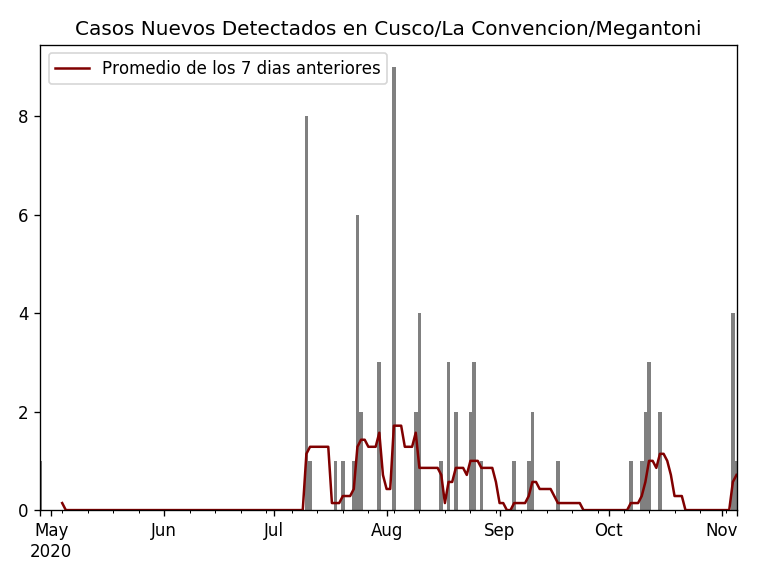 Casos Nuevos Detectados en Cusco/La Convencion/Megantoni
Promedio de los 7 dias anteriores
8
6
4
2
0
May Jun Jul Aug Sep Oct Nov
2020